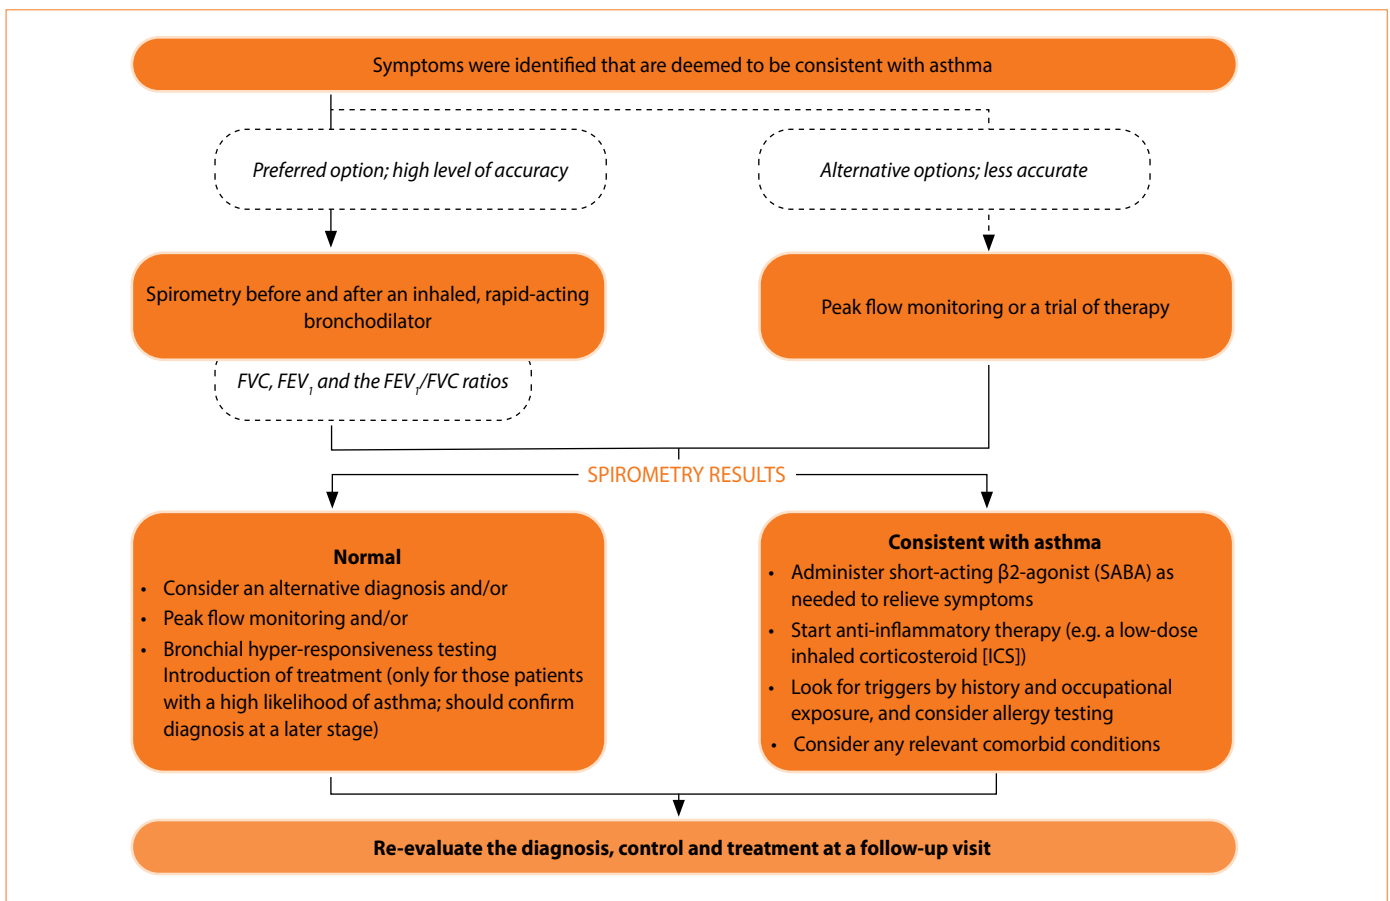 Symptoms were identified that are deemed to be consistent with asthma
Preferred option; high level of accuracy
Alternative options; less accurate
Spirometry before and after an inhaled, rapid-acting
bronchodilator
Peak flow monitoring or a trial of therapy
FVC, FEV₁ and the FEV₁/FVC ratios
SPIROMETRY RESULTS
Normal
• Consider an alternative diagnosis and/or
• Peak flow monitoring and/or
• Bronchial hyper-responsiveness testing
Introduction of treatment (only for those patients
with a high likelihood of asthma; should confirm
diagnosis at a later stage)
Consistent with asthma
• Administer short-acting β2-agonist (SABA) as
needed to relieve symptoms
• Start anti-inflammatory therapy (e.g. a low-dose
inhaled corticosteroid [ICS])
• Look for triggers by history and occupational
exposure, and consider allergy testing
• Consider any relevant comorbid conditions
Re-evaluate the diagnosis, control and treatment at a follow-up visit